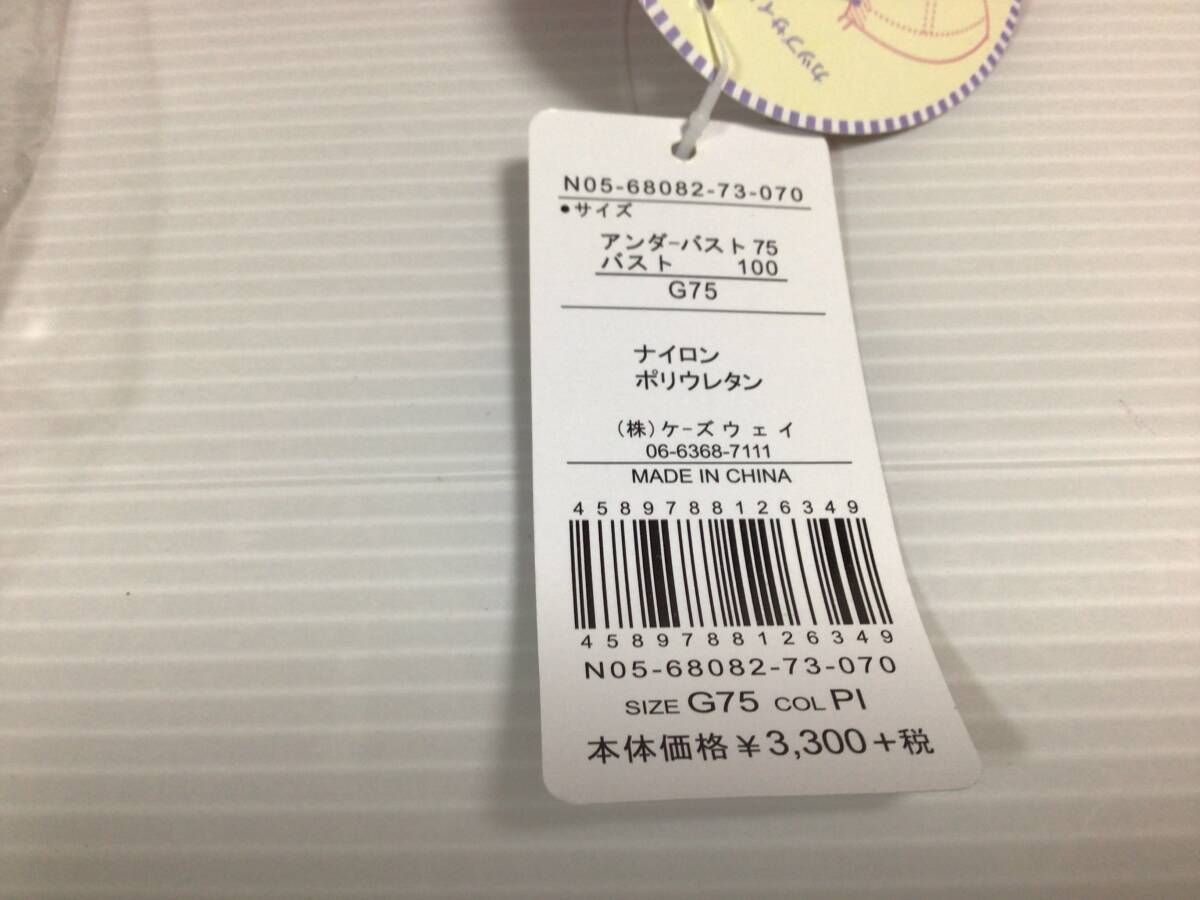 N05-68082-73-070
•サイズ
アンダーバスト 75
バスト 100
G75
ナイロン
ポリウレタン
(株)ケーズウェイ
06-6368-7111
MADE IN CHINA
4589788126349
4589788126349
N05-68082-73-070
SIZE G75 COL PI
本体価格 ¥3,300+税